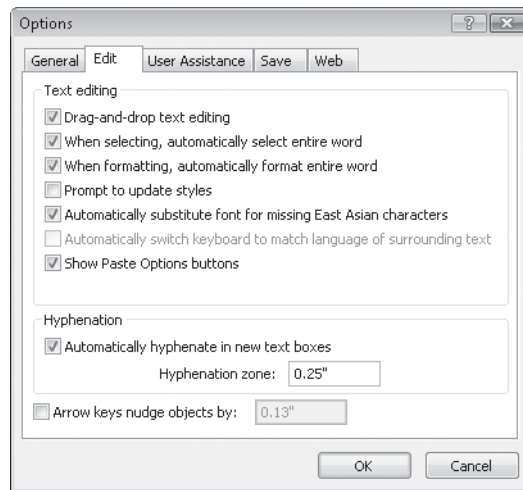 Options
General Edit User Assistance Save Web
Text editing
Drag-and-drop text editing
When selecting, automatically select entire word
When formatting, automatically format entire word
Prompt to update styles
Automatically substitute font for missing East Asian characters
Automatically switch keyboard to match language of surrounding text
Show Paste Options buttons
Hyphenation
Automatically hyphenate in new text boxes
Hyphenation zone: 0.25"
Arrow keys nudge objects by: 0.13"
OK Cancel